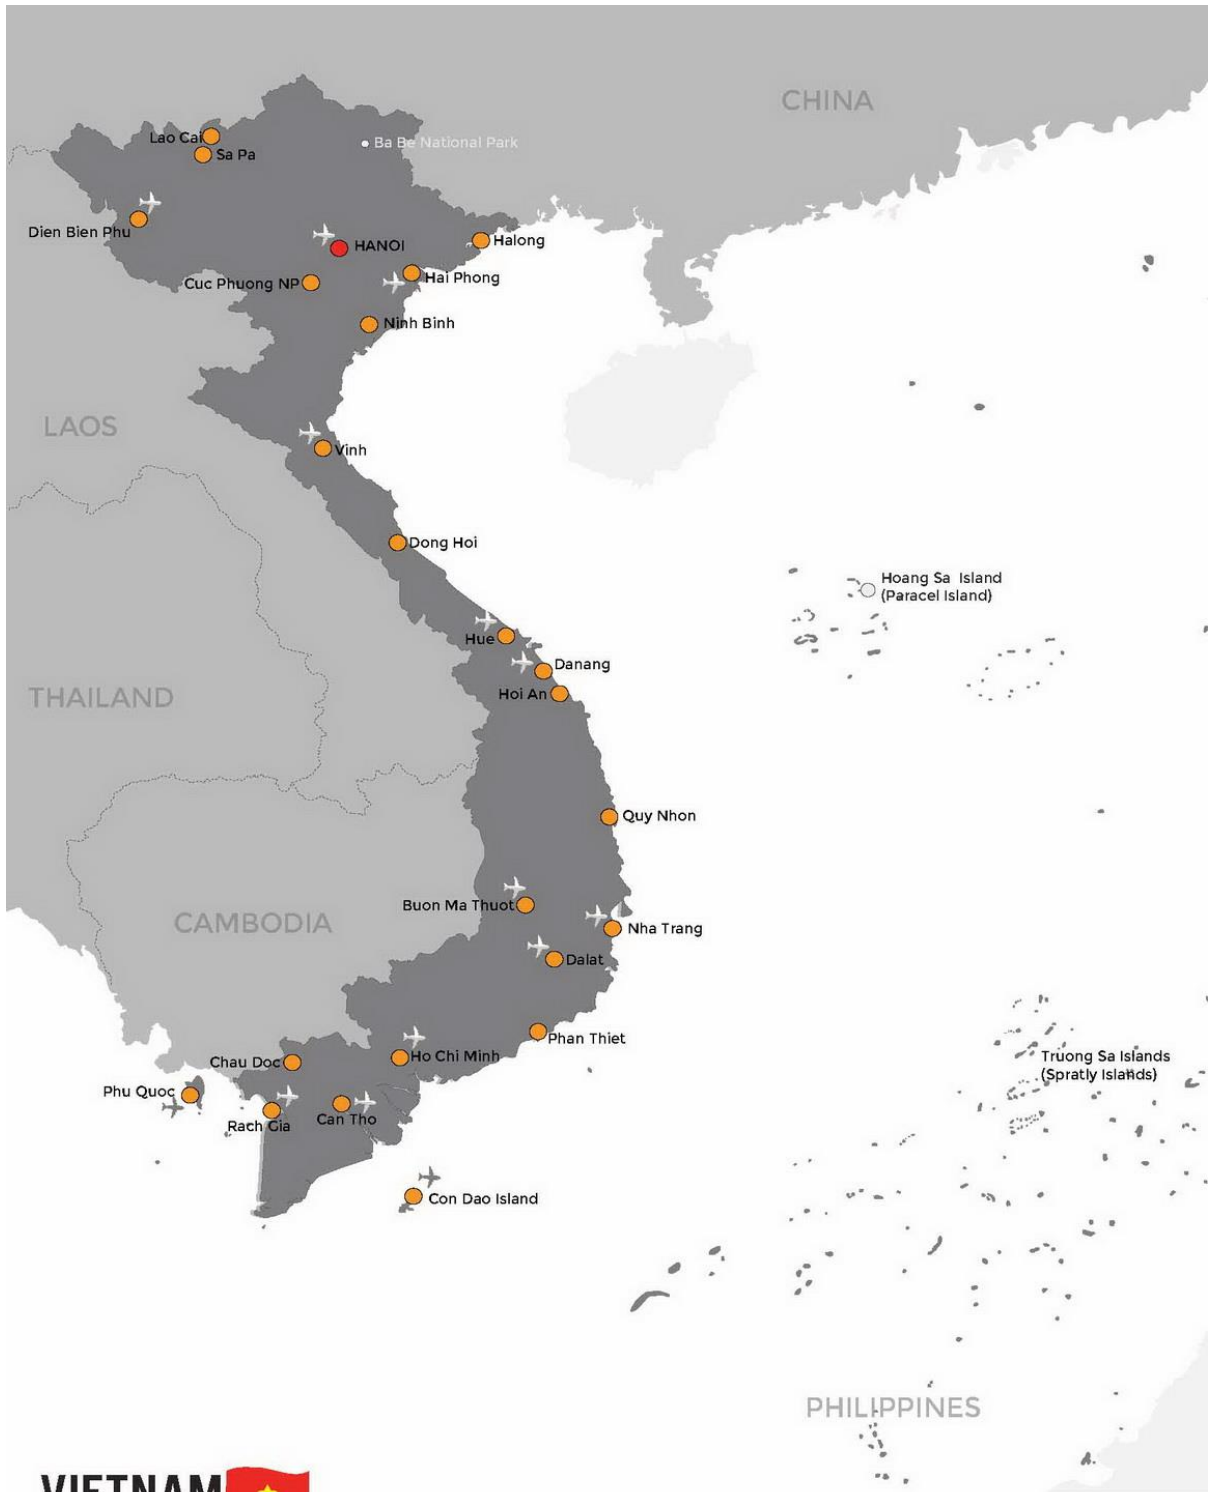 CHINA
Lao Cai
Ba Be National Park
Sa Pa
Dien Bien Phu
HANOI
Halong
Hai Phong
Cuc Phuong NP
Ninh Binh
LAOS
Vinh
Dong Hoi
Hoang Sa Island
(Paracel Island)
Hue
Danang
Hoi An
THAILAND
Quy Nhon
Buon Ma Thuot
CAMBODIA
Nha Trang
Dalat
Phan Thiet
Ho Chi Minh
Chau Doc
Truong Sa Islands
(Spratly Islands)
Phu Quoc
Rach Gia
Can Tho
Con Dao Island
PHILIPPINES
VIETNAM